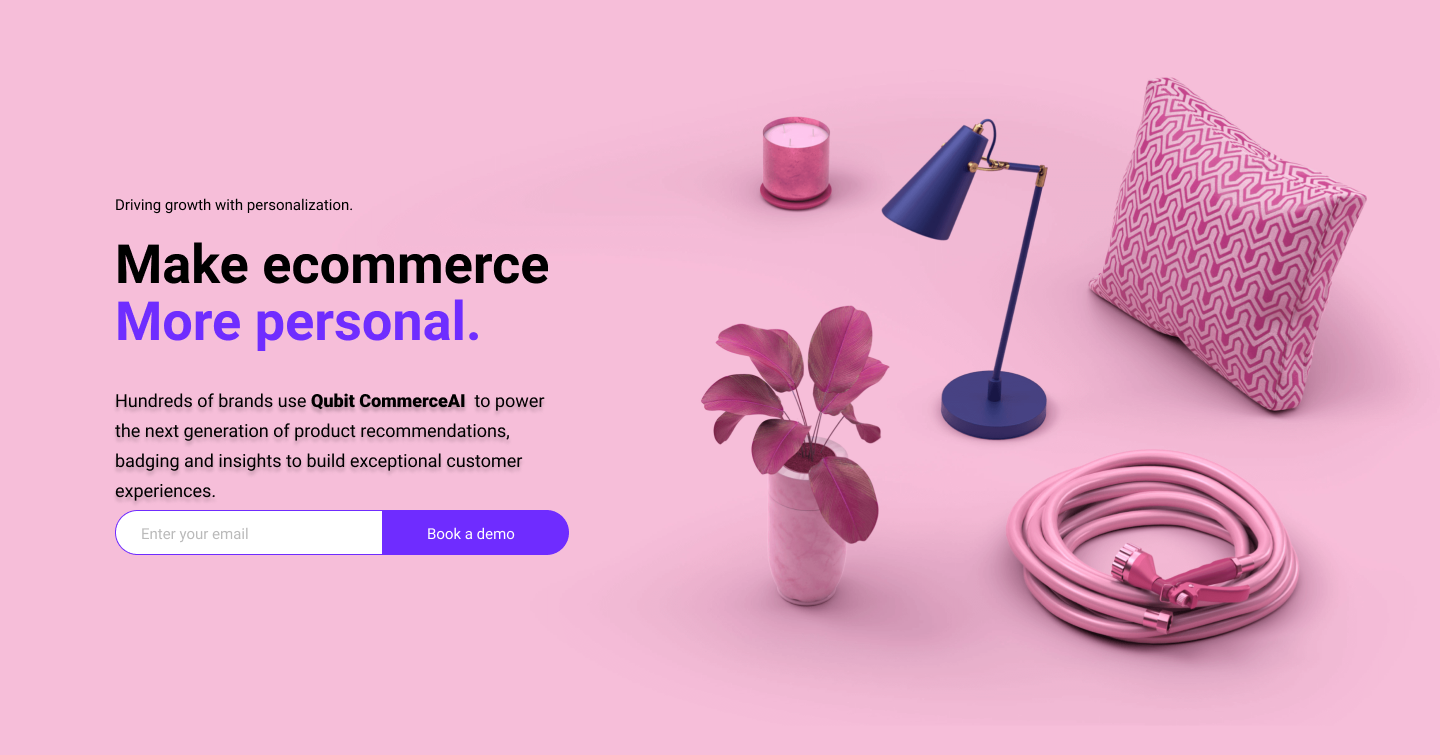 Driving growth with personalization.
Make ecommerce
More personal.
Hundreds of brands use Qubit CommerceAI to power
the next generation of product recommendations,
badging and insights to build exceptional customer
experiences.
Enter your email
Book a demo